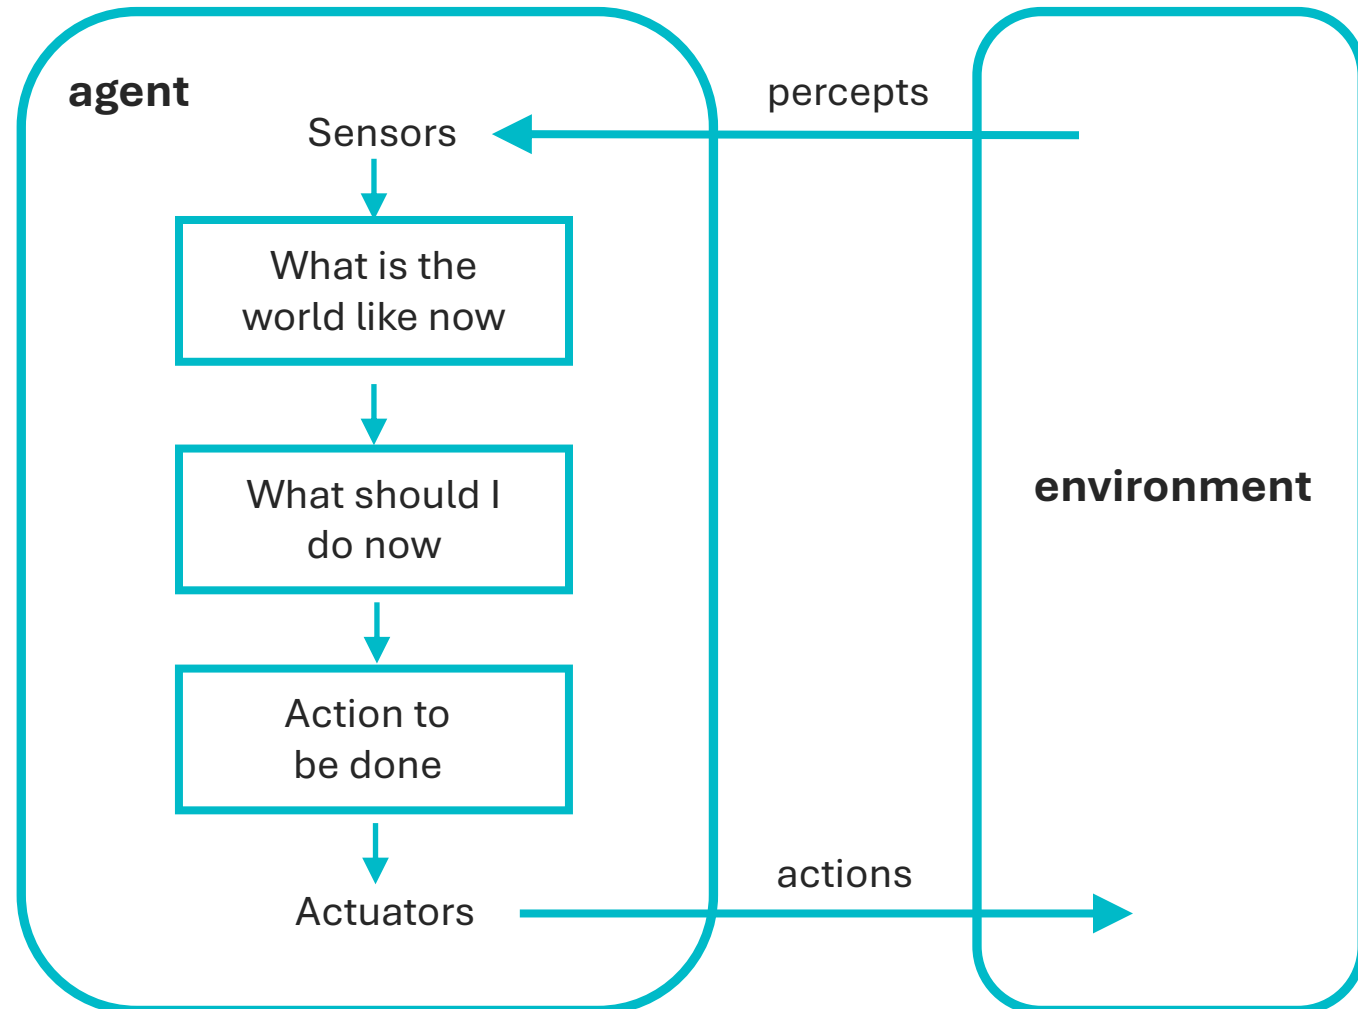 agent
percepts
Sensors
What is the
world like now
What should I
do now
environment
Action to
be done
actions
Actuators